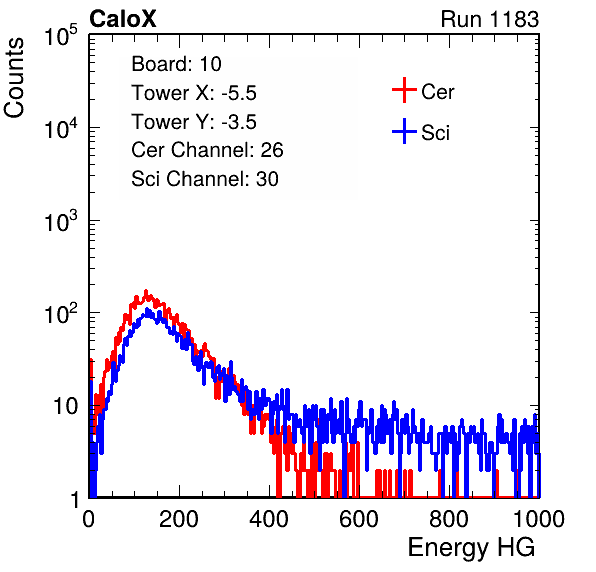 CaloX Run 1183
Counts
Board: 10
Tower X: -5.5
Tower Y: -3.5
Cer Channel: 26
Sci Channel: 30
Cer
Sci
10^5
10^4
10^3
10^2
10
1
0 200 400 600 800 1000
Energy HG